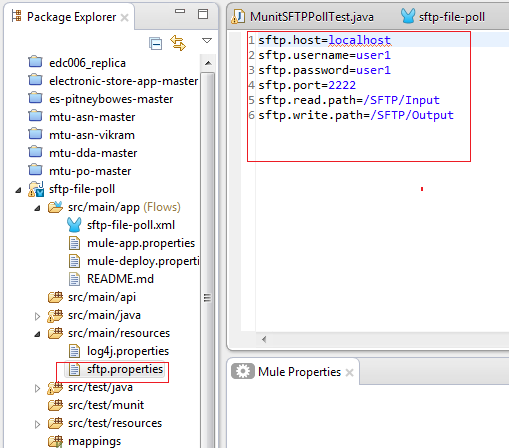 Package Explorer
edc006_replica
electronic-store-app-master
es-pitneybowes-master
mtu-asn-master
mtu-asn-vikram
mtu-dda-master
mtu-po-master
sftp-file-poll
src/main/app (Flows)
sftp-file-poll.xml
mule-app.properties
mule-deploy.properti
README.md
src/main/api
src/main/java
src/main/resources
log4j.properties
sftp.properties
src/test/java
src/test/munit
src/test/resources
mappings
MunitSFTPPollTest.java sftp-file-poll
1 sftp.host=localhost
2 sftp.username=user1
3 sftp.password=user1
4 sftp.port=2222
5 sftp.read.path=/SFTP/Input
6 sftp.write.path=/SFTP/Output
Mule Properties